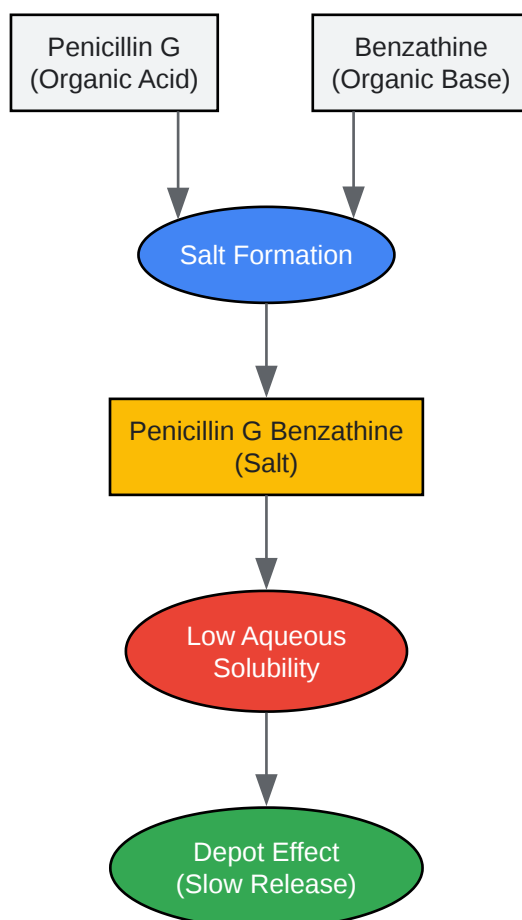 Penicillin G
(Organic Acid)
Benzathine
(Organic Base)
Salt Formation
Penicillin G Benzathine
(Salt)
Low Aqueous
Solubility
Depot Effect
(Slow Release)